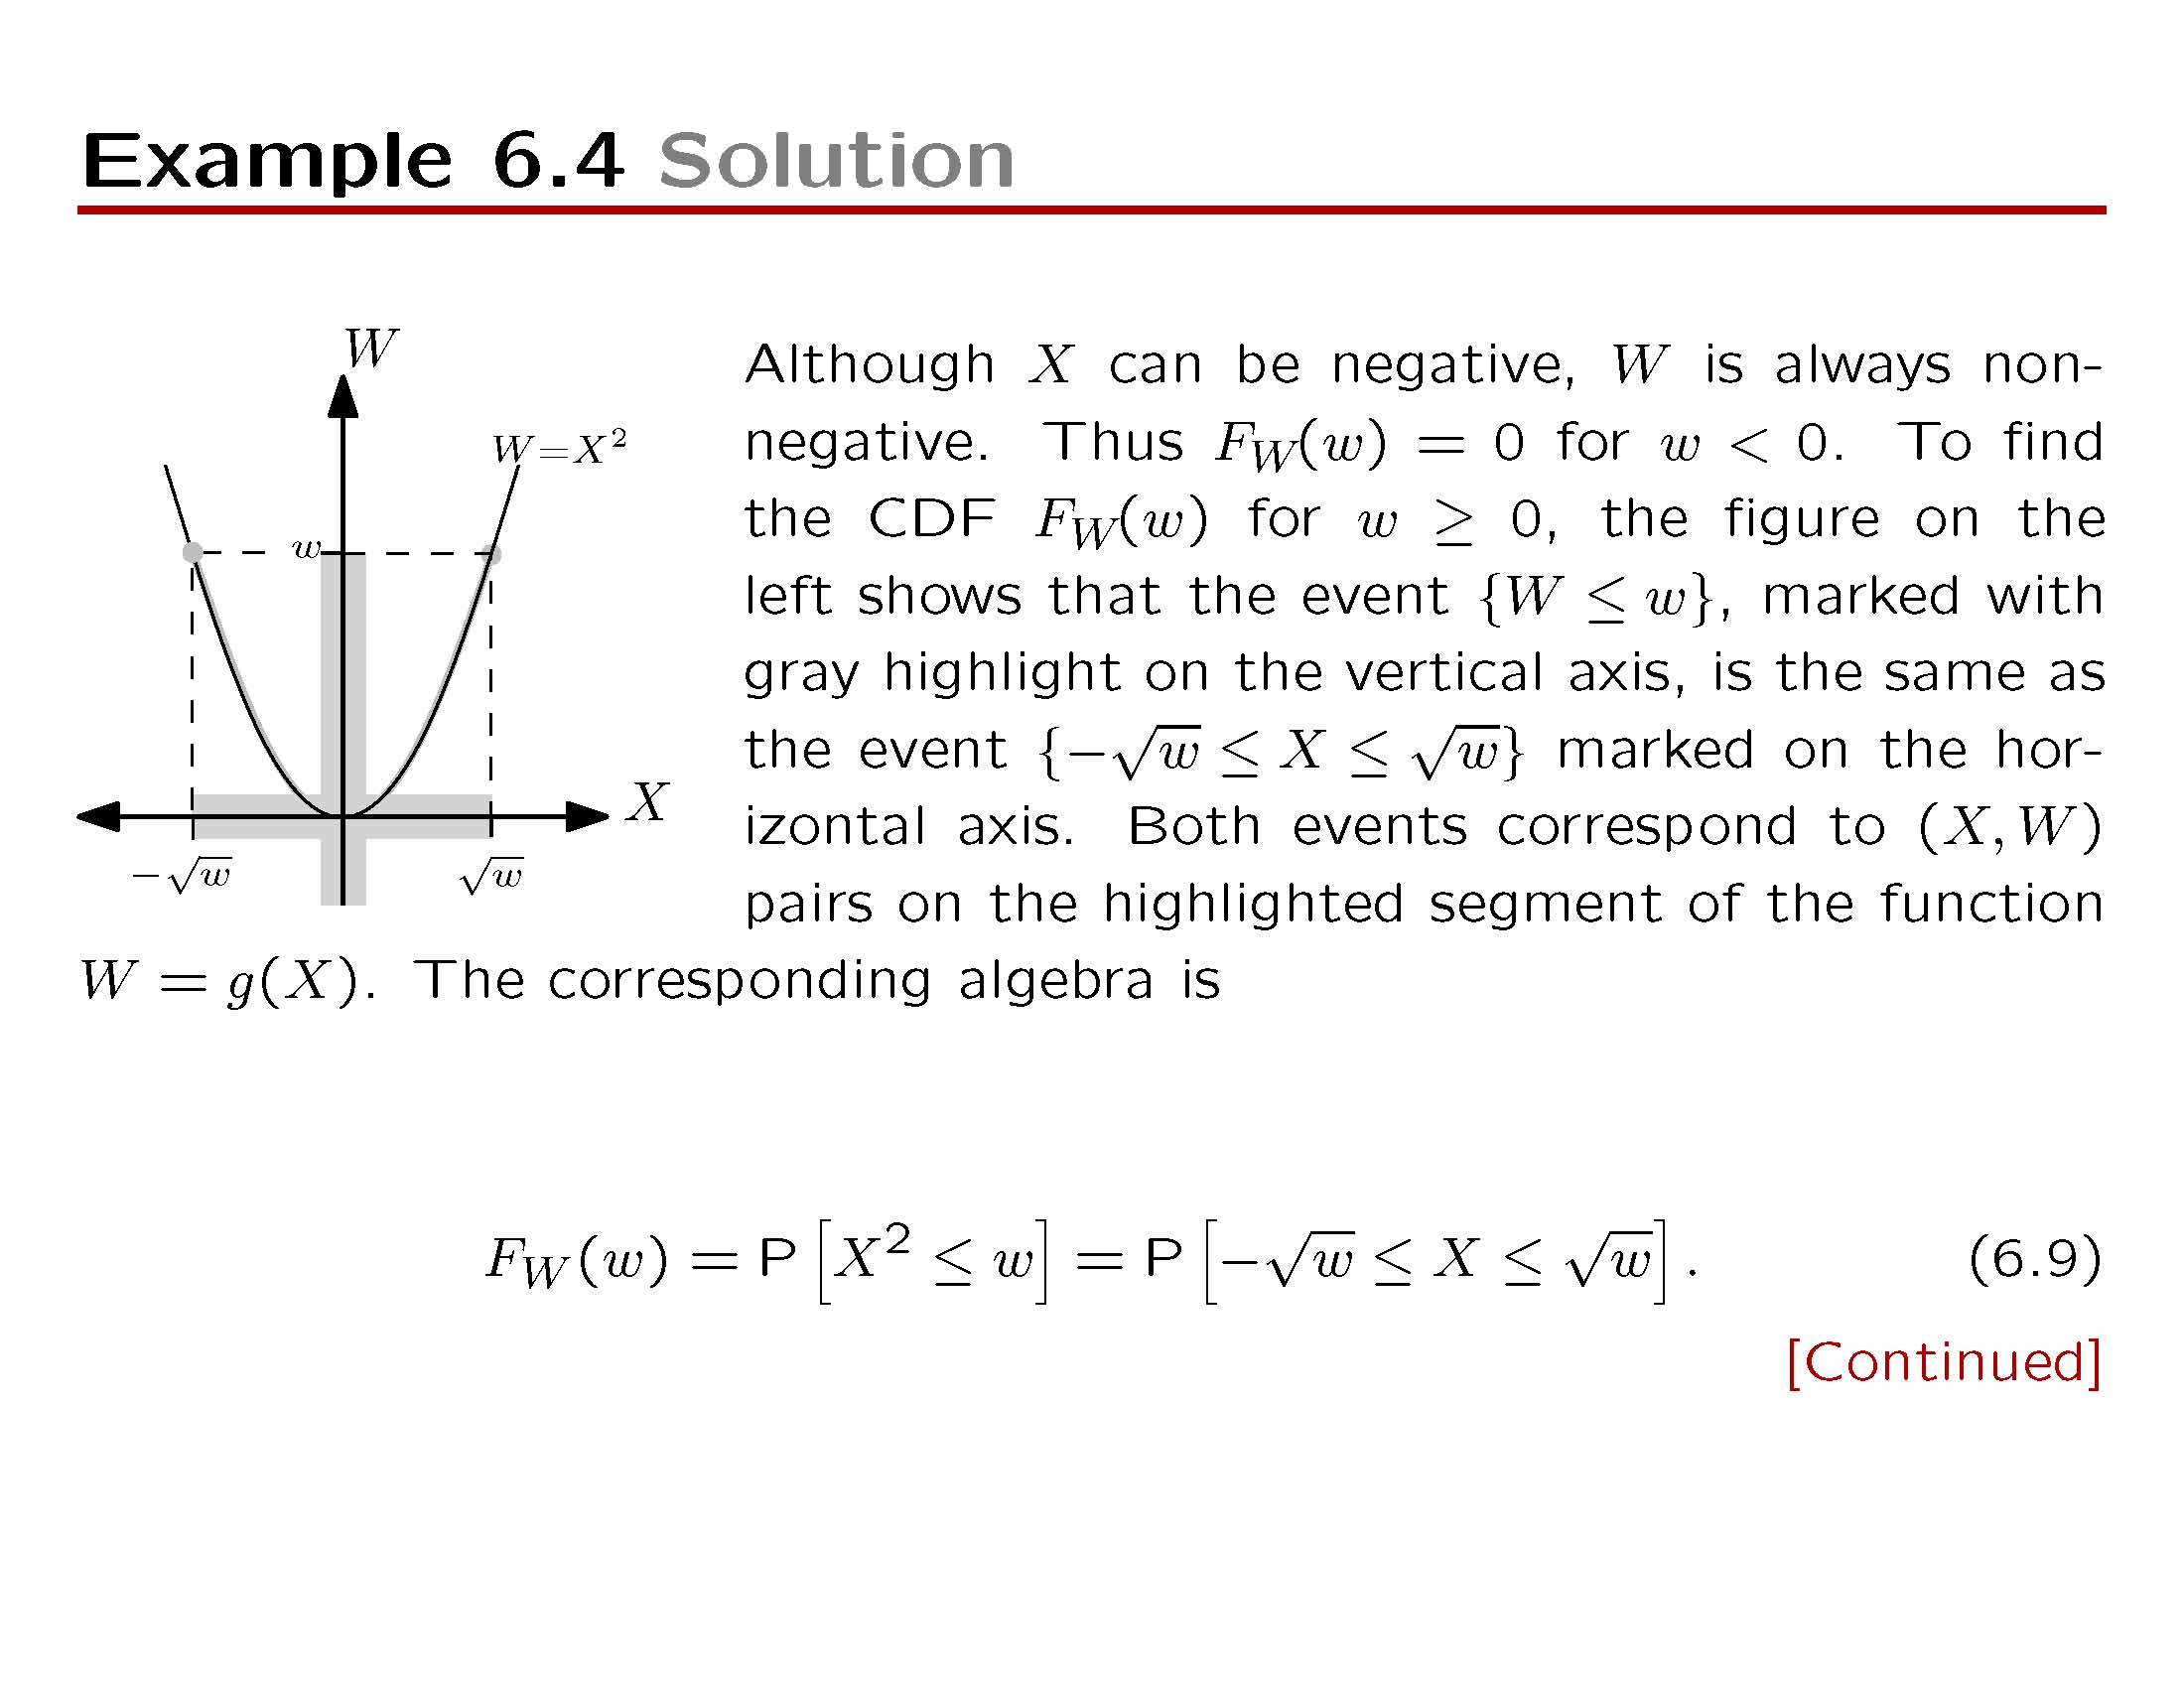 Example 6.4 Solution
W
W=X²
w
X
−√w
√w
Although X can be negative, W is always non-
negative. Thus F_W(w) = 0 for w < 0. To find
the CDF F_W(w) for w ≥ 0, the figure on the
left shows that the event {W ≤ w}, marked with
gray highlight on the vertical axis, is the same as
the event {−√w ≤ X ≤ √w} marked on the hor-
izontal axis. Both events correspond to (X, W)
pairs on the highlighted segment of the function
W = g(X). The corresponding algebra is
F_W(w) = P[X² ≤ w] = P[−√w ≤ X ≤ √w]. (6.9)
[Continued]